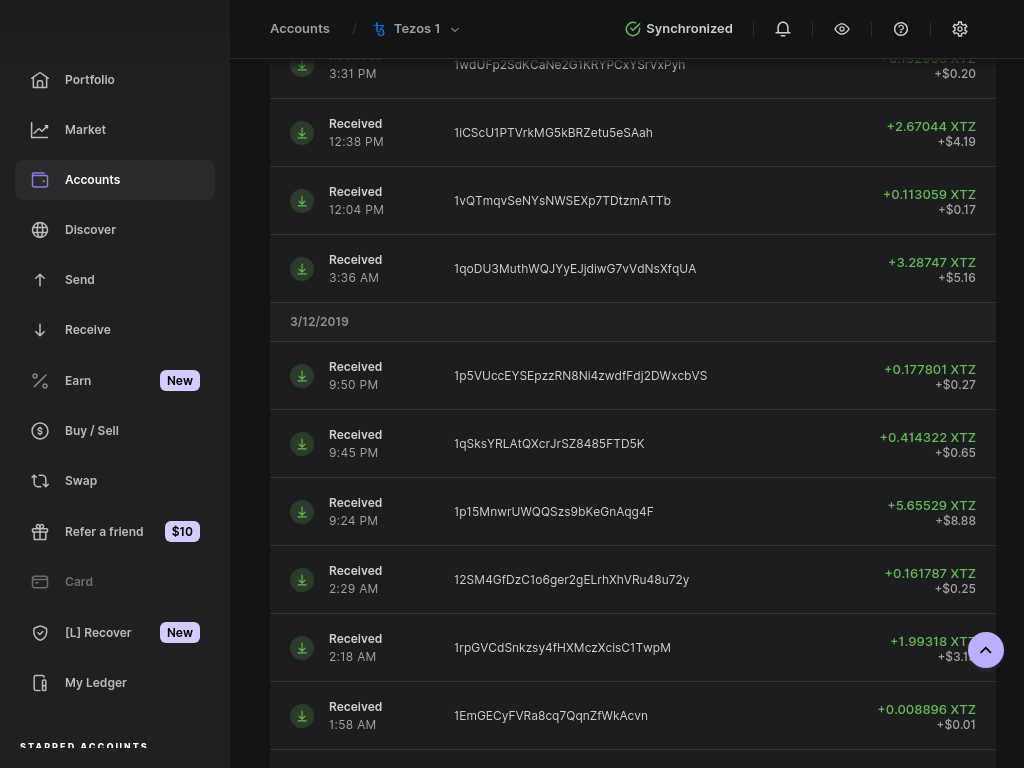 Accounts / Tezos 1 Synchronized
Portfolio
Market
Accounts
Discover
Send
Receive
Earn New
Buy / Sell
Swap
Refer a friend $10
Card
[L] Recover New
My Ledger
STARRED ACCOUNTS
3:31 PM +$0.20
Received 1iCScU1PTVrkMG5kBRZetu5eSAah +2.67044 XTZ
12:38 PM +$4.19
Received 1vQTmqvSeNYsNWSEXp7TDtzmATTb +0.113059 XTZ
12:04 PM +$0.17
Received 1qoDU3MuthWQJYyEJjdiwG7vVdNsXfqUA +3.28747 XTZ
3:36 AM +$5.16
3/12/2019
Received 1p5VUccEYSEpzzRN8Ni4zwdfFdj2DWxcbVS +0.177801 XTZ
9:50 PM +$0.27
Received 1qSksYRLAtQXcrJrSZ8485FTD5K +0.414322 XTZ
9:45 PM +$0.65
Received 1p15MnwrUWQQSzs9bKeGnAqg4F +5.65529 XTZ
9:24 PM +$8.88
Received 12SM4GfDzC1o6ger2gELrhXhVRu48u72y +0.161787 XTZ
2:29 AM +$0.25
Received 1rpGVCdSnkzsy4fHXMczXcisC1TwpM +1.99318 XTZ
2:18 AM
Received 1EmGECyFVRa8cq7QqnZfWkAcvn +0.008896 XTZ
1:58 AM +$0.01